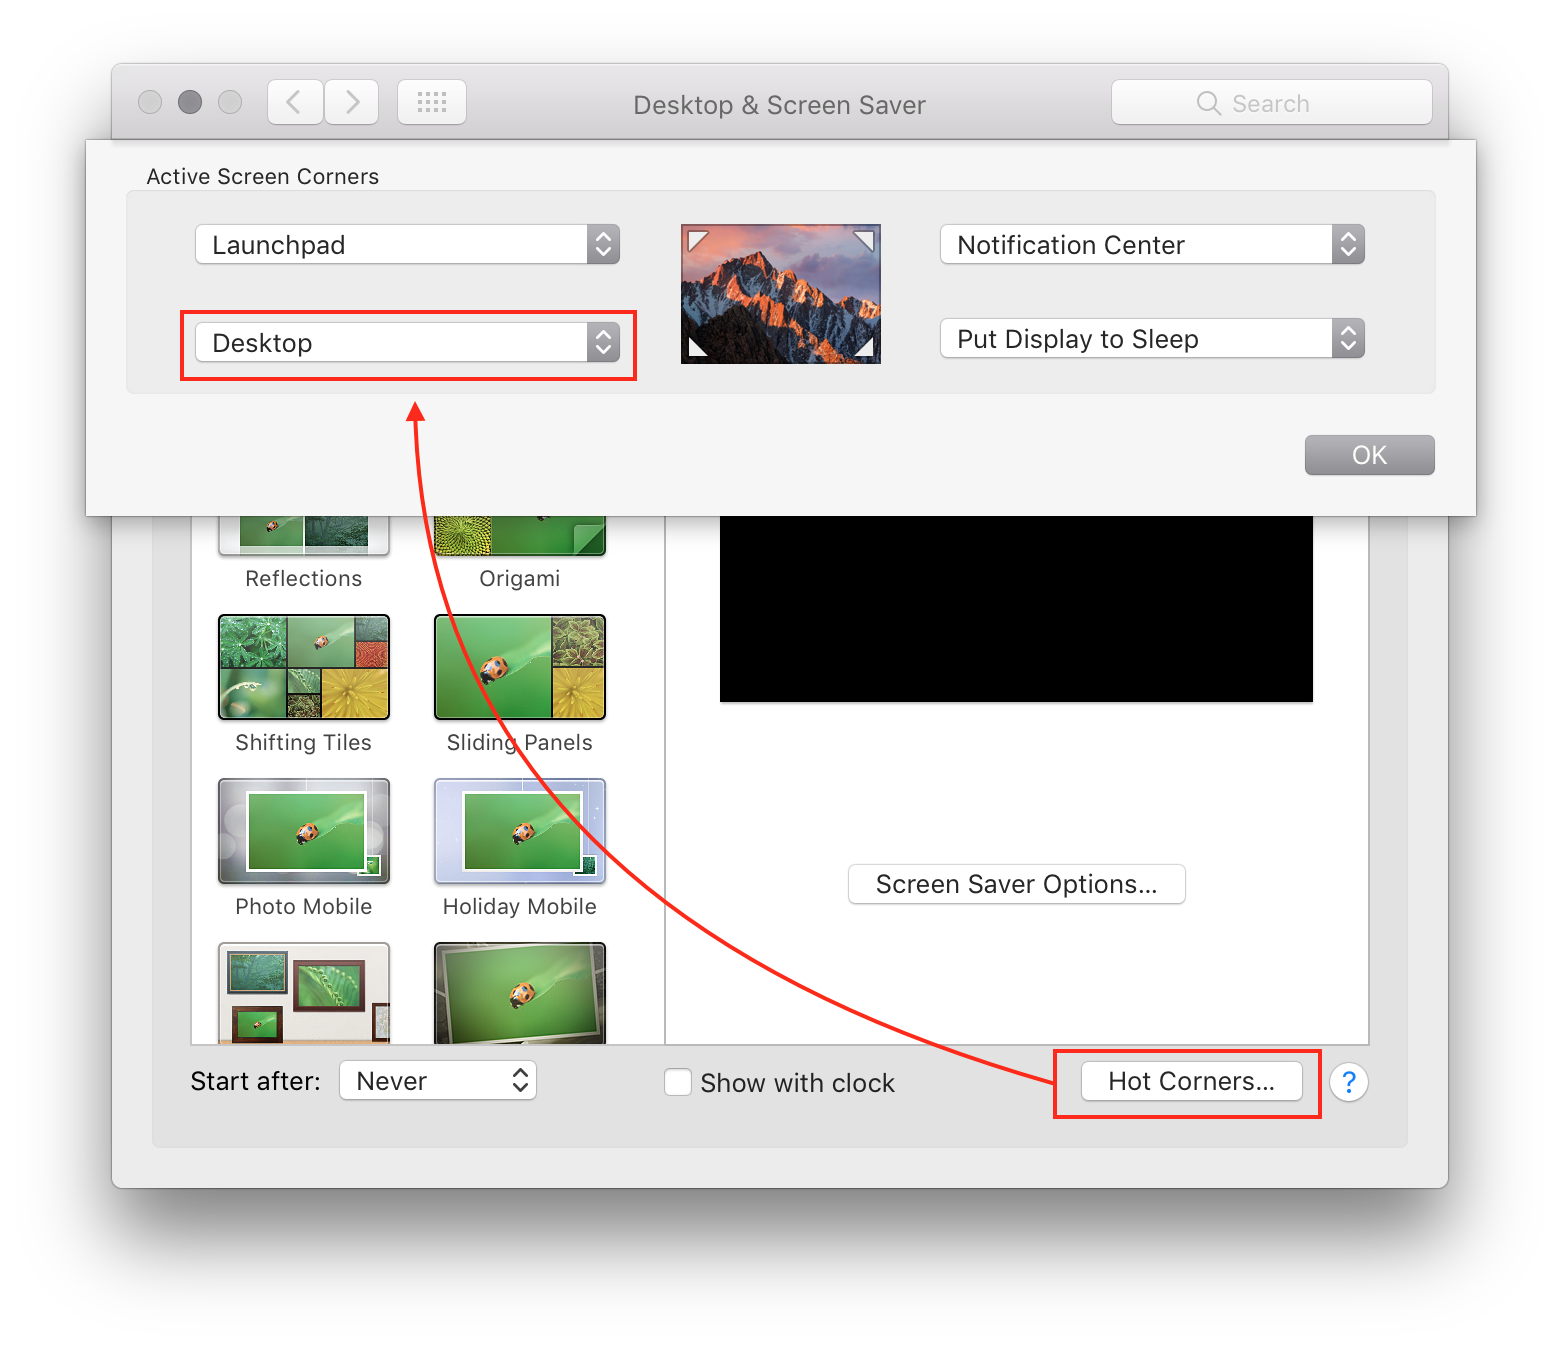 Desktop & Screen Saver
Search
Active Screen Corners
Launchpad
Notification Center
Desktop
Put Display to Sleep
OK
Reflections
Origami
Shifting Tiles
Sliding Panels
Photo Mobile
Holiday Mobile
Screen Saver Options...
Start after:
Never
Show with clock
Hot Corners...
?